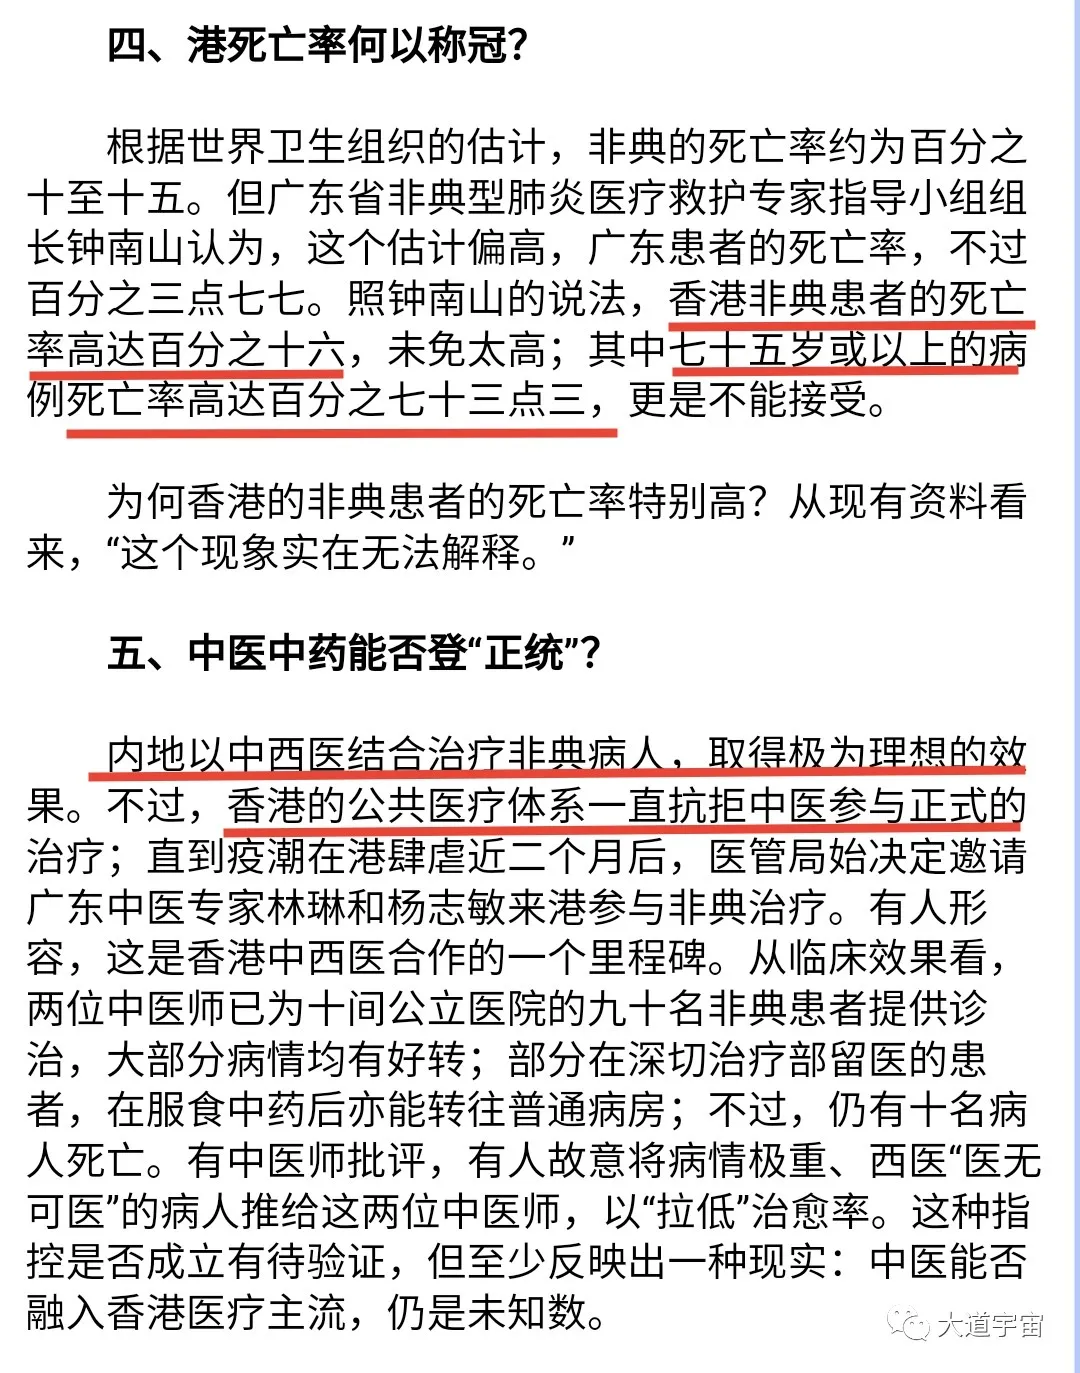 四、港死亡率何以称冠？
根据世界卫生组织的估计，非典的死亡率约为百分之
十至十五。但广东省非典型肺炎医疗救护专家指导小组组
长钟南山认为，这个估计偏高，广东患者的死亡率，不过
百分之三点七七。照钟南山的说法，香港非典患者的死亡
率高达百分之十六，未免太高；其中七十五岁或以上的病
例死亡率高达百分之七十三点三，更是不能接受。
为何香港的非典患者的死亡率特别高？从现有资料看
来，“这个现象实在无法解释。”
五、中医中药能否登“正统”？
内地以中西医结合治疗非典病人，取得极为理想的效
果。不过，香港的公共医疗体系一直抗拒中医参与正式的
治疗；直到疫潮在港肆虐近二个月后，医管局始决定邀请
广东中医专家林琳和杨志敏来港参与非典治疗。有人形
容，这是香港中西医合作的一个里程碑。从临床效果看，
两位中医师已为十间公立医院的九十名非典患者提供诊
治，大部分病情均有好转；部分在深切治疗部留医的患
者，在服食中药后亦能转往普通病房；不过，仍有十名病
人死亡。有中医师批评，有人故意将病情极重、西医“医无
可医”的病人推给这两位中医师，以“拉低”治愈率。这种指
控是否成立有待验证，但至少反映出一种现实：中医能否
融入香港医疗主流，仍是未知数。
大道宇宙